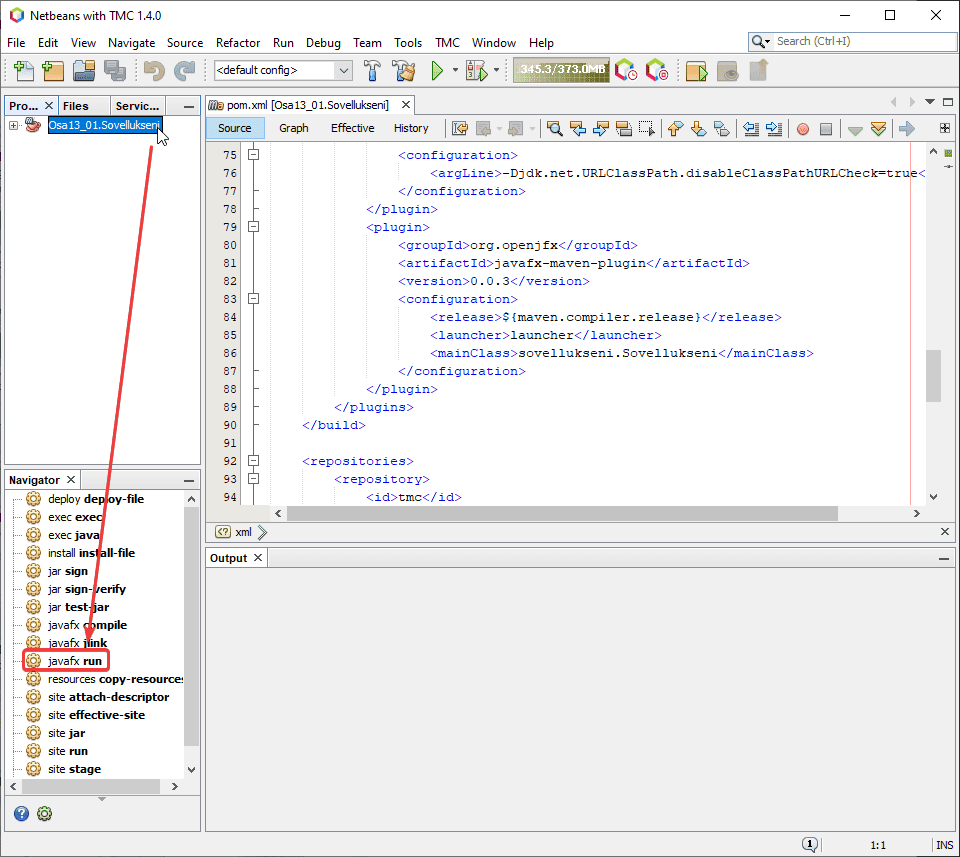 Netbeans with TMC 1.4.0
File Edit View Navigate Source Refactor Run Debug Team Tools TMC Window Help
Search (Ctrl+I)
<default config>
345.3/373.0MB
Pro... Files Servic...
Osa13_01.Sovellukseni
pom.xml [Osa13_01.Sovellukseni]
Source Graph Effective History
75 <configuration>
76 <argLine>-Djdk.net.URLClassPath.disableClassPathURLCheck=true<
77 </configuration>
78 </plugin>
79 <plugin>
80 <groupId>org.openjfx</groupId>
81 <artifactId>javafx-maven-plugin</artifactId>
82 <version>0.0.3</version>
83 <configuration>
84 <release>${maven.compiler.release}</release>
85 <launcher>launcher</launcher>
86 <mainClass>sovellukseni.Sovellukseni</mainClass>
87 </configuration>
88 </plugin>
89 </plugins>
90 </build>
91
92 <repositories>
93 <repository>
94 <id>tmc</id>
xml
Navigator
deploy deploy-file
exec exec
exec java
install install-file
jar sign
jar sign-verify
jar test-jar
javafx compile
javafx jlink
javafx run
resources copy-resources
site attach-descriptor
site effective-site
site jar
site run
site stage
Output
1
1:1
INS